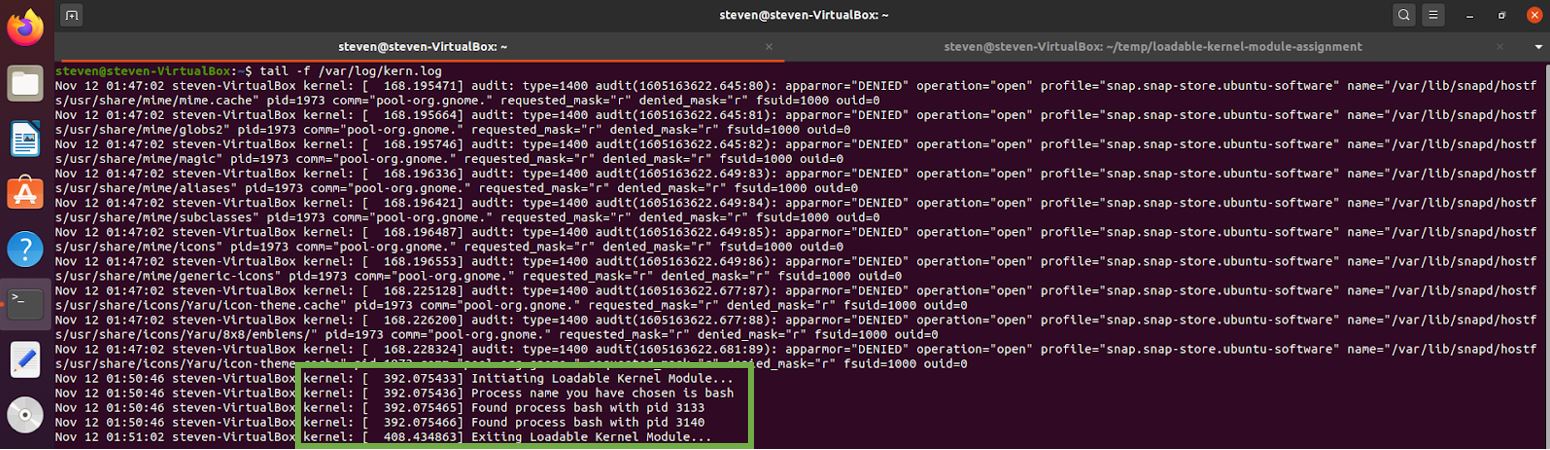 steven@steven-VirtualBox: ~
steven@steven-VirtualBox: ~
steven@steven-VirtualBox: ~/temp/loadable-kernel-module-assignment
steven@steven-VirtualBox:~$ tail -f /var/log/kern.log
Nov 12 01:47:02 steven-VirtualBox kernel: [  168.195471] audit: type=1400 audit(1605163622.645:80): apparmor="DENIED" operation="open" profile="snap.snap-store.ubuntu-software" name="/var/lib/snapd/hostf
s/usr/share/mime/mime.cache" pid=1973 comm="pool-org.gnome." requested_mask="r" denied_mask="r" fsuid=1000 ouid=0
Nov 12 01:47:02 steven-VirtualBox kernel: [  168.195664] audit: type=1400 audit(1605163622.645:81): apparmor="DENIED" operation="open" profile="snap.snap-store.ubuntu-software" name="/var/lib/snapd/hostf
s/usr/share/mime/globs2" pid=1973 comm="pool-org.gnome." requested_mask="r" denied_mask="r" fsuid=1000 ouid=0
Nov 12 01:47:02 steven-VirtualBox kernel: [  168.195746] audit: type=1400 audit(1605163622.645:82): apparmor="DENIED" operation="open" profile="snap.snap-store.ubuntu-software" name="/var/lib/snapd/hostf
s/usr/share/mime/magic" pid=1973 comm="pool-org.gnome." requested_mask="r" denied_mask="r" fsuid=1000 ouid=0
Nov 12 01:47:02 steven-VirtualBox kernel: [  168.196336] audit: type=1400 audit(1605163622.649:83): apparmor="DENIED" operation="open" profile="snap.snap-store.ubuntu-software" name="/var/lib/snapd/hostf
s/usr/share/mime/aliases" pid=1973 comm="pool-org.gnome." requested_mask="r" denied_mask="r" fsuid=1000 ouid=0
Nov 12 01:47:02 steven-VirtualBox kernel: [  168.196421] audit: type=1400 audit(1605163622.649:84): apparmor="DENIED" operation="open" profile="snap.snap-store.ubuntu-software" name="/var/lib/snapd/hostf
s/usr/share/mime/subclasses" pid=1973 comm="pool-org.gnome." requested_mask="r" denied_mask="r" fsuid=1000 ouid=0
Nov 12 01:47:02 steven-VirtualBox kernel: [  168.196487] audit: type=1400 audit(1605163622.649:85): apparmor="DENIED" operation="open" profile="snap.snap-store.ubuntu-software" name="/var/lib/snapd/hostf
s/usr/share/mime/icons" pid=1973 comm="pool-org.gnome." requested_mask="r" denied_mask="r" fsuid=1000 ouid=0
Nov 12 01:47:02 steven-VirtualBox kernel: [  168.196553] audit: type=1400 audit(1605163622.649:86): apparmor="DENIED" operation="open" profile="snap.snap-store.ubuntu-software" name="/var/lib/snapd/hostf
s/usr/share/mime/generic-icons" pid=1973 comm="pool-org.gnome." requested_mask="r" denied_mask="r" fsuid=1000 ouid=0
Nov 12 01:47:02 steven-VirtualBox kernel: [  168.225128] audit: type=1400 audit(1605163622.677:87): apparmor="DENIED" operation="open" profile="snap.snap-store.ubuntu-software" name="/var/lib/snapd/hostf
s/usr/share/icons/Yaru/icon-theme.cache" pid=1973 comm="pool-org.gnome." requested_mask="r" denied_mask="r" fsuid=1000 ouid=0
Nov 12 01:47:02 steven-VirtualBox kernel: [  168.226200] audit: type=1400 audit(1605163622.677:88): apparmor="DENIED" operation="open" profile="snap.snap-store.ubuntu-software" name="/var/lib/snapd/hostf
s/usr/share/icons/Yaru/8x8/emblems/" pid=1973 comm="pool-org.gnome." requested_mask="r" denied_mask="r" fsuid=1000 ouid=0
Nov 12 01:47:02 steven-VirtualBox kernel: [  168.228324] audit: type=1400 audit(1605163622.681:89): apparmor="DENIED" operation="open" profile="snap.snap-store.ubuntu-software" name="/var/lib/snapd/hostf
s/usr/share/icons/Yaru/icon-theme fsuid=1000 ouid=0
Nov 12 01:50:46 steven-VirtualBox kernel: [  392.075433] Initiating Loadable Kernel Module...
Nov 12 01:50:46 steven-VirtualBox kernel: [  392.075436] Process name you have chosen is bash
Nov 12 01:50:46 steven-VirtualBox kernel: [  392.075465] Found process bash with pid 3133
Nov 12 01:50:46 steven-VirtualBox kernel: [  392.075466] Found process bash with pid 3140
Nov 12 01:51:02 steven-VirtualBox kernel: [  408.434863] Exiting Loadable Kernel Module...